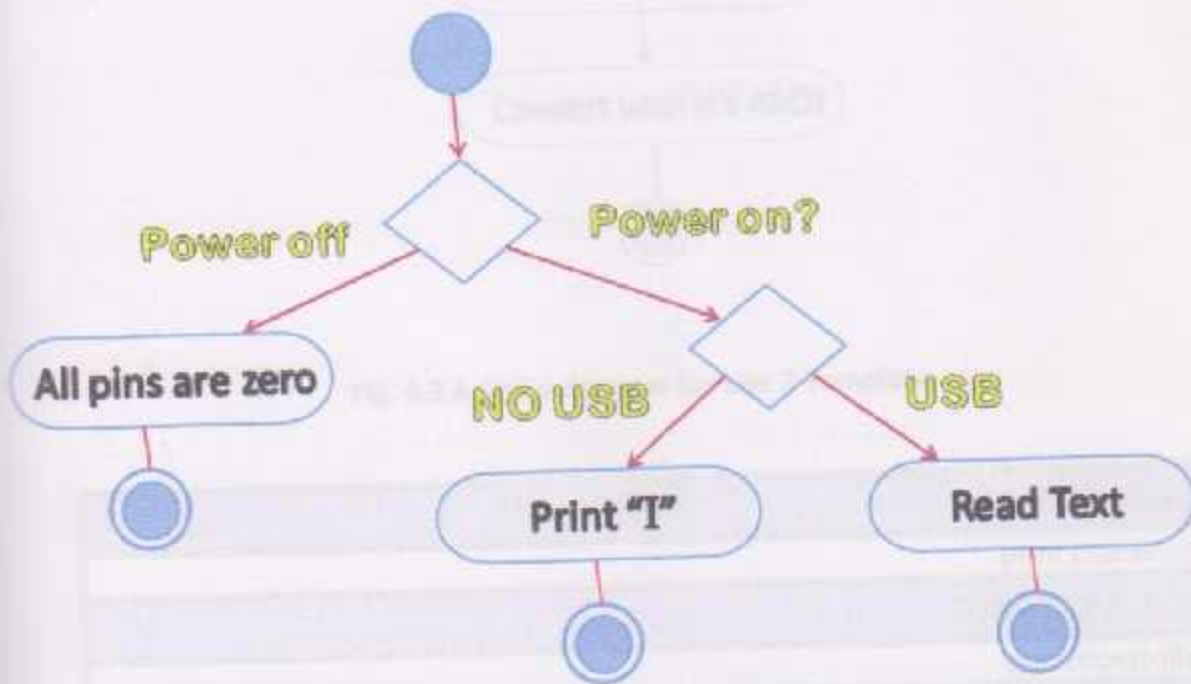 Power off
Power on?
All pins are zero
NO USB
USB
Print “I”
Read Text